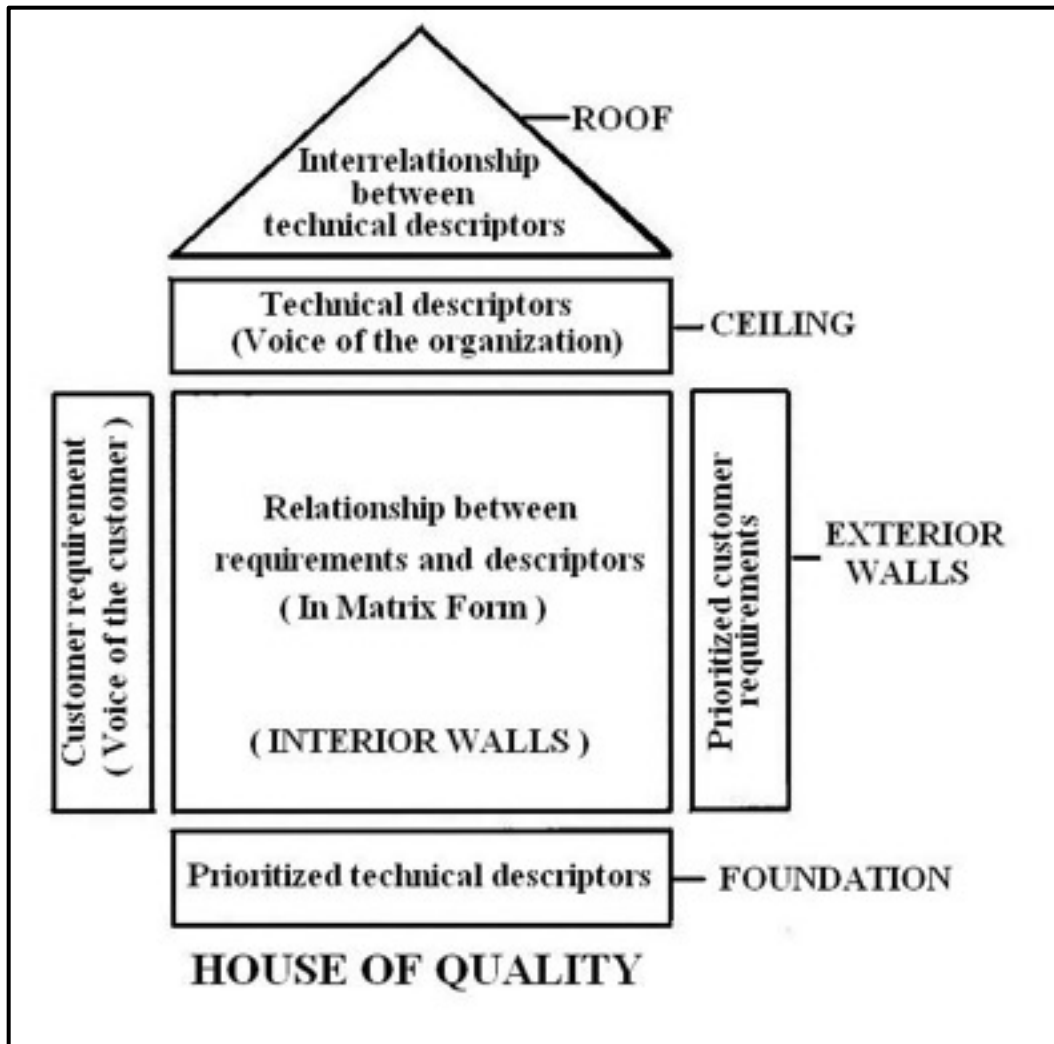 ROOF
Interrelationship
between
technical descriptors
Technical descriptors
(Voice of the organization)
CEILING
Customer requirement
( Voice of the customer )
Relationship between
requirements and descriptors
( In Matrix Form )
( INTERIOR WALLS )
Prioritized customer
requirements
EXTERIOR
WALLS
Prioritized technical descriptors
FOUNDATION
HOUSE OF QUALITY